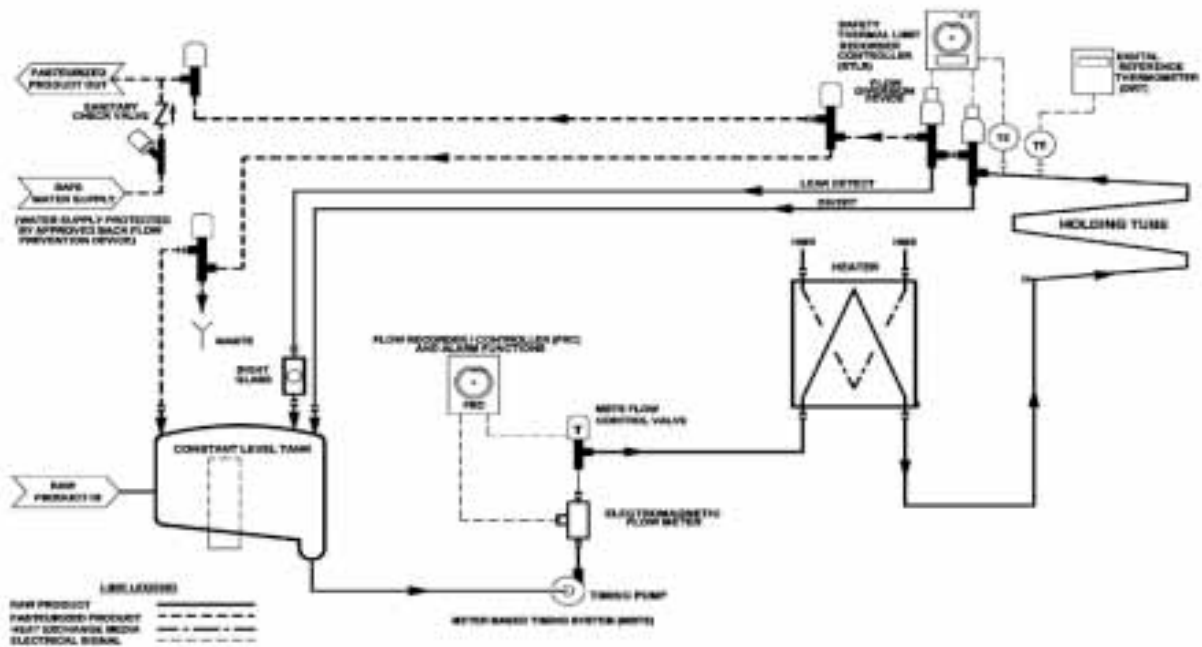 PASTEURIZED
PRODUCT OUT
SANITARY
CHECK VALVE
SAFE
WATER SUPPLY
(WATER SUPPLY PROTECTED
BY APPROVED BACK FLOW
PREVENTION DEVICE)
WASTE
SIGHT
GLASS
CONSTANT LEVEL TANK
RAW
PRODUCT IN
LINE LEGEND
RAW PRODUCT
PASTEURIZED PRODUCT
HEAT EXCHANGE MEDIA
ELECTRICAL SIGNAL
FLOW RECORDER / CONTROLLER (FRC)
AND ALARM FUNCTIONS
FRC
MBTS FLOW
CONTROL VALVE
T
ELECTROMAGNETIC
FLOW METER
TIMING PUMP
METER BASED TIMING SYSTEM (MBTS)
SAFETY
THERMAL LIMIT
RECORDER
CONTROLLER
(STLR)
FLOW
DIVERSION
DEVICE
DIGITAL
REFERENCE
THERMOMETER
(DRT)
LEAK DETECT
DIVERT
HOLDING TUBE
HEATER